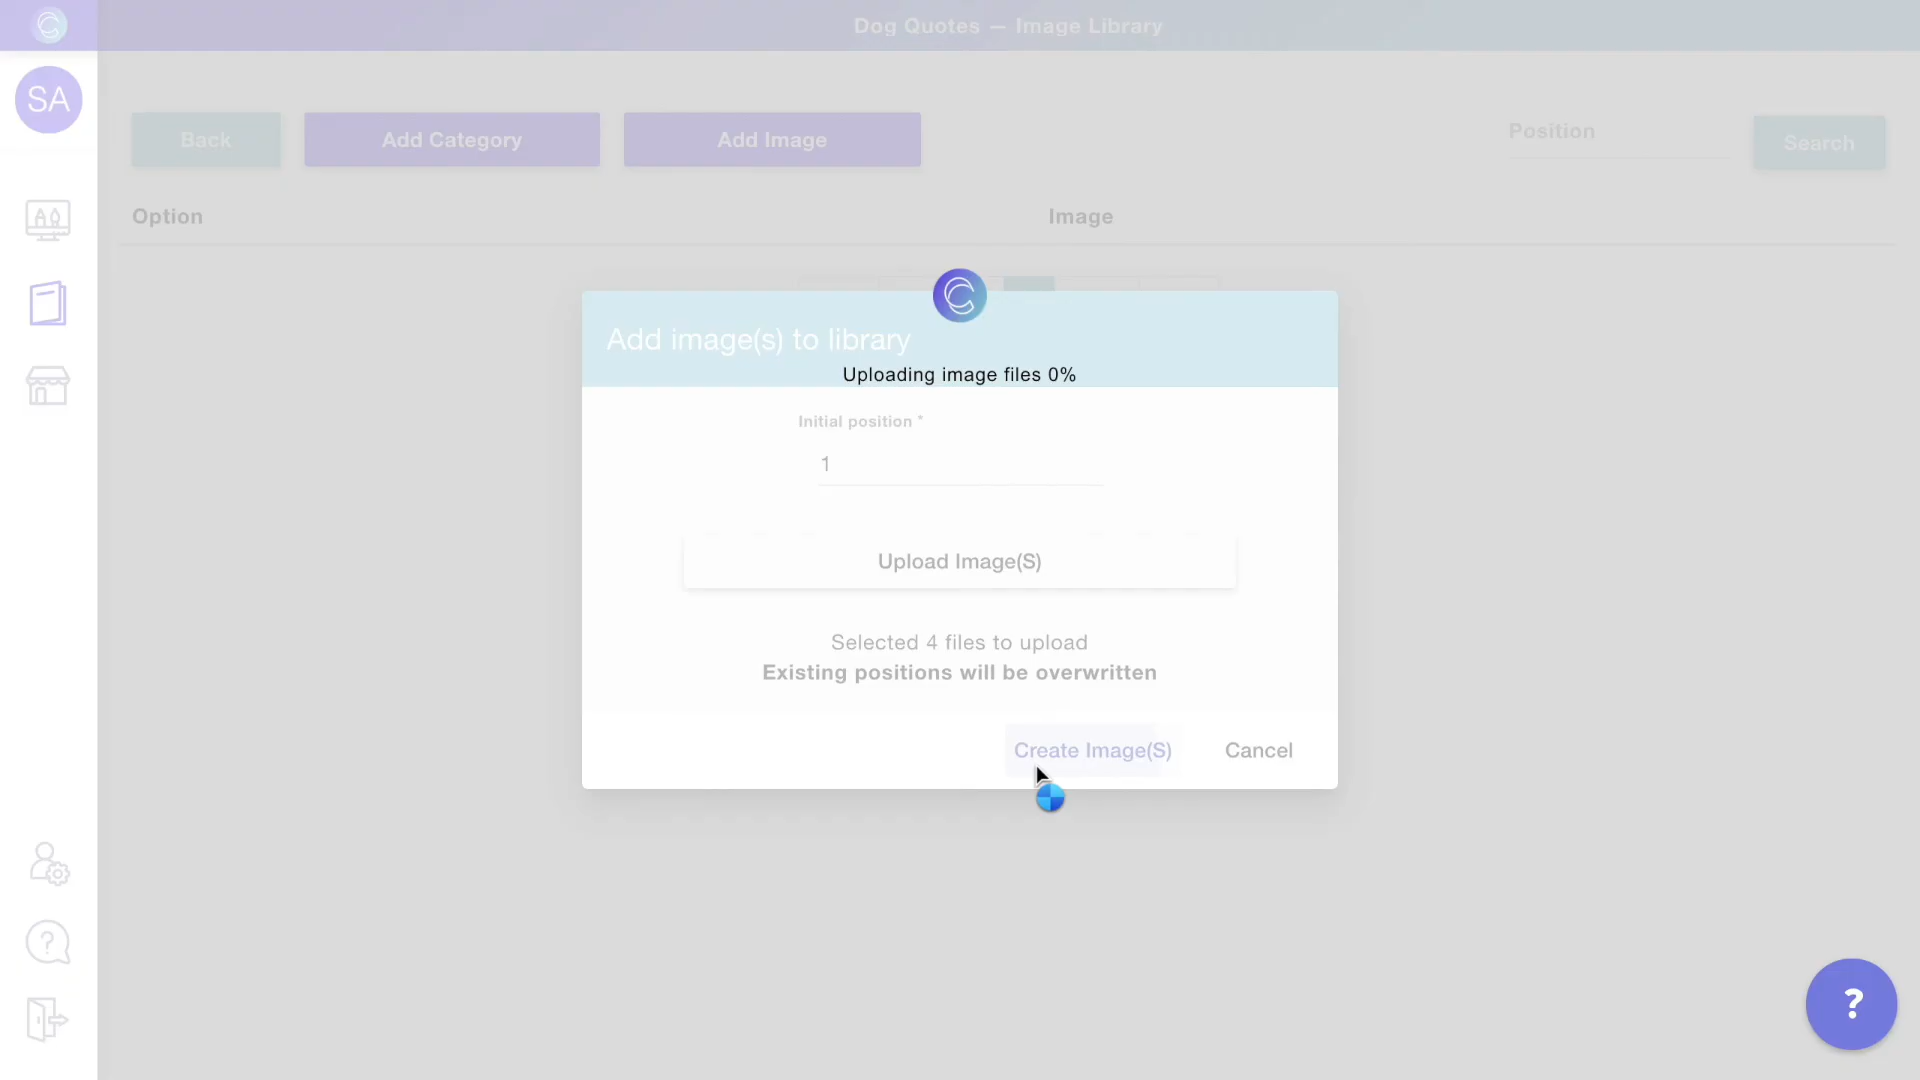 Dog Quotes — Image Library
SA
Back
Add Category
Add Image
Position
Search
Option
Image
Add image(s) to library
Uploading image files 0%
Initial position *
1
Upload Image(S)
Selected 4 files to upload
Existing positions will be overwritten
Create Image(S)
Cancel
?